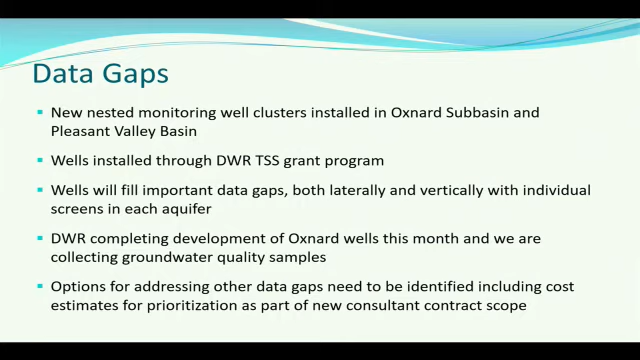 Data Gaps
New nested monitoring well clusters installed in Oxnard Subbasin and
Pleasant Valley Basin
Wells installed through DWR TSS grant program
Wells will fill important data gaps, both laterally and vertically with individual
screens in each aquifer
DWR completing development of Oxnard wells this month and we are
collecting groundwater quality samples
Options for addressing other data gaps need to be identified including cost
estimates for prioritization as part of new consultant contract scope